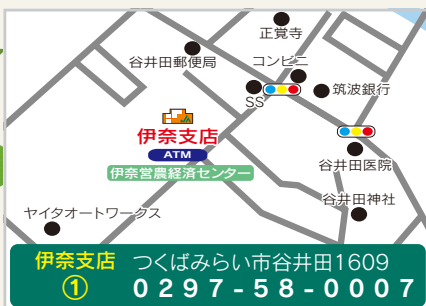 正覚寺
谷井田郵便局
コンビニ
SS
筑波銀行
伊奈支店
ATM
伊奈営農経済センター
谷井田医院
谷井田神社
ヤイタオートワークス
伊奈支店 つくばみらい市谷井田1609
① 0297-58-0007